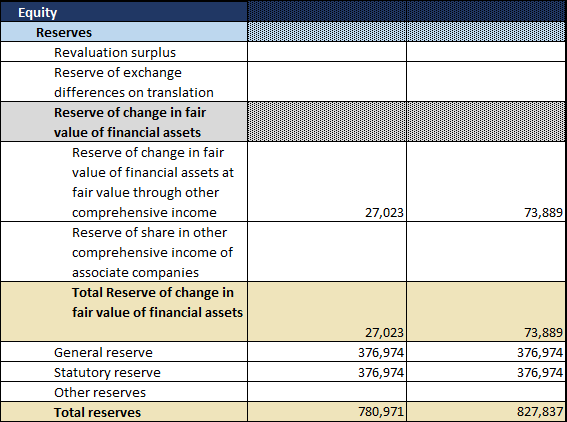 Equity
Reserves
Revaluation surplus
Reserve of exchange
differences on translation
Reserve of change in fair
value of financial assets
Reserve of change in fair
value of financial assets at
fair value through other
comprehensive income 27,023 73,889
Reserve of share in other
comprehensive income of
associate companies
Total Reserve of change in
fair value of financial assets
27,023 73,889
General reserve 376,974 376,974
Statutory reserve 376,974 376,974
Other reserves
Total reserves 780,971 827,837